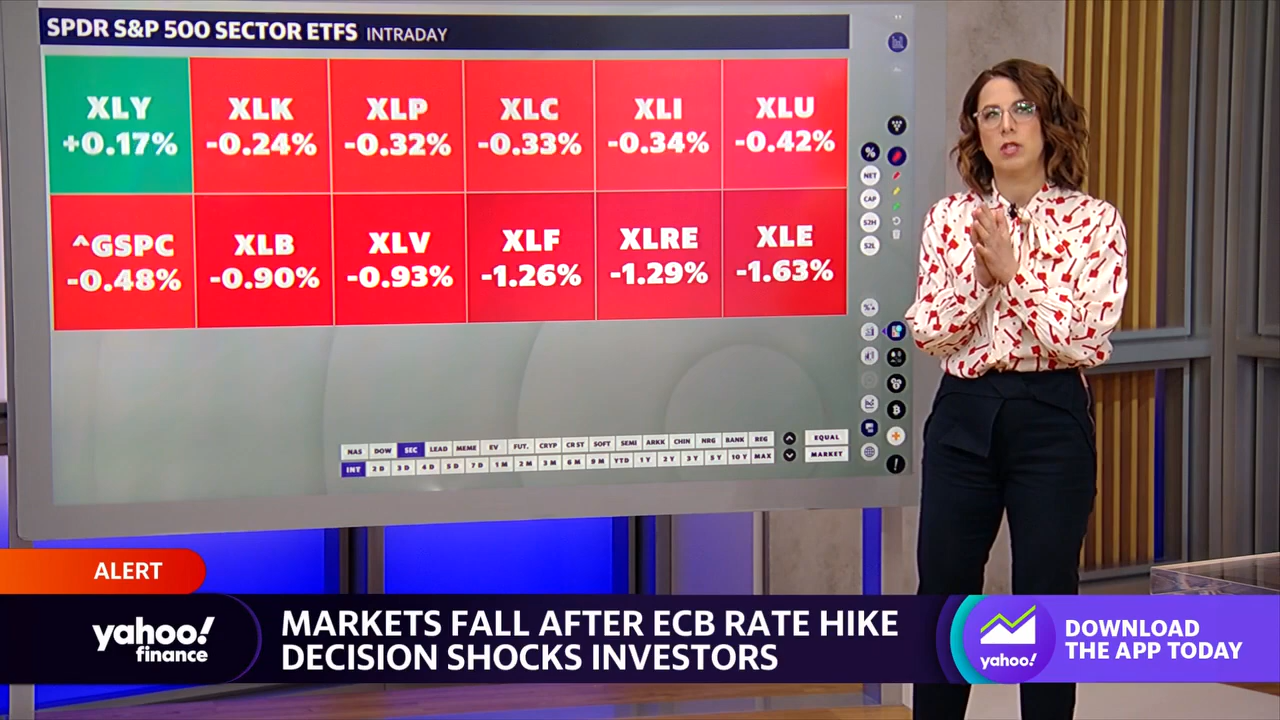 SPDR S&P 500 SECTOR ETFS INTRADAY
XLY XLK XLP XLC XLI XLU
+0.17% -0.24% -0.32% -0.33% -0.34% -0.42%
^GSPC XLB XLV XLF XLRE XLE
-0.48% -0.90% -0.93% -1.26% -1.29% -1.63%
%
NET
CAP
52H
52L
NAS DOW SEC LEAD MEME EV FUT. CRYP CRST SOFT SEMI ARKK CHIN NRG BANK REG EQUAL
INT 2D 3D 4D 5D 7D 1M 2M 3M 6M 9M YTD 1Y 2Y 3Y 5Y 10Y MAX MARKET
ALERT
yahoo!
finance
MARKETS FALL AFTER ECB RATE HIKE
DECISION SHOCKS INVESTORS
yahoo!
DOWNLOAD
THE APP TODAY